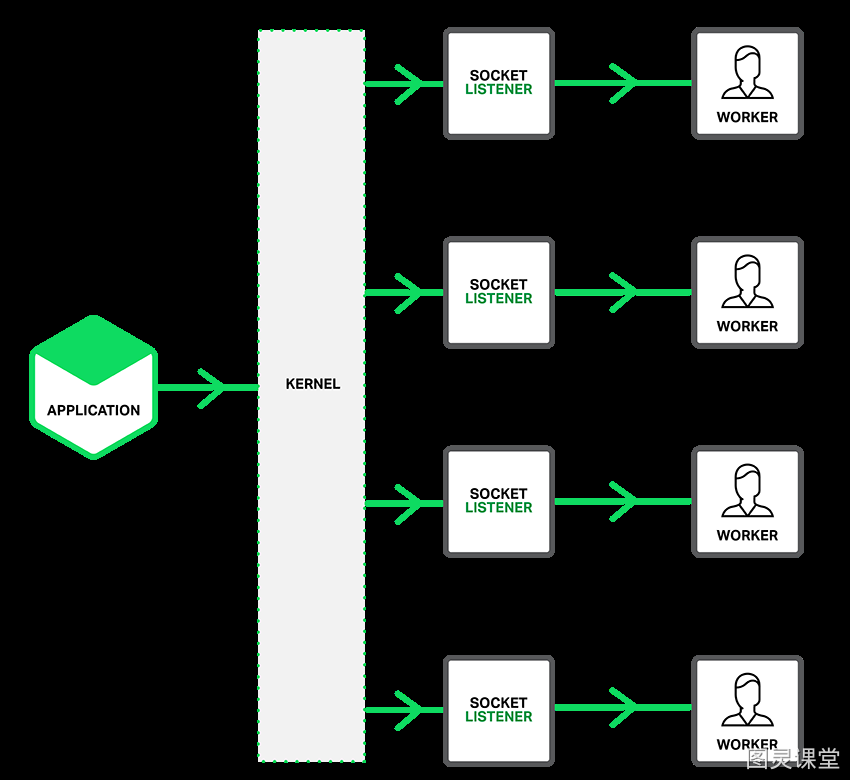 SOCKET
LISTENER
WORKER
SOCKET
LISTENER
WORKER
KERNEL
APPLICATION
SOCKET
LISTENER
WORKER
SOCKET
LISTENER
WORKER
图灵课堂